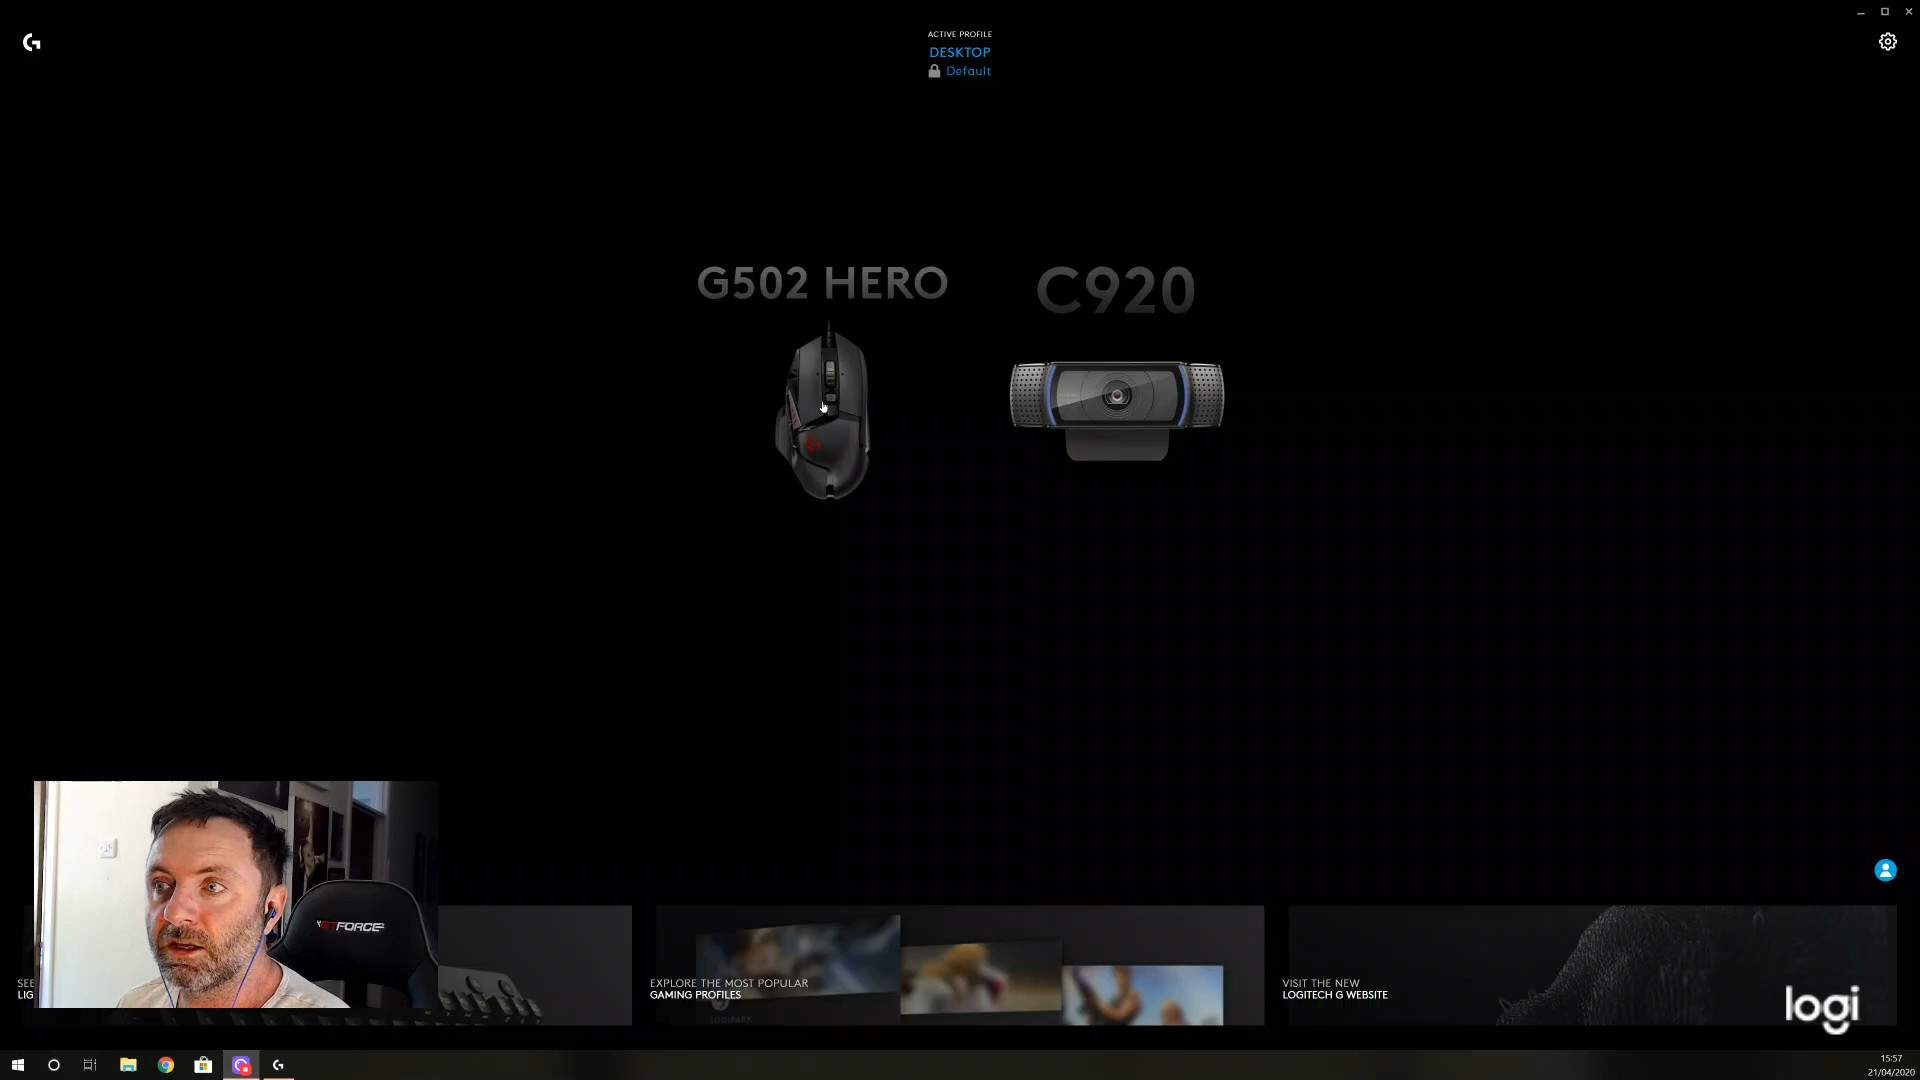 ACTIVE PROFILE
DESKTOP
Default
G502 HERO
C920
SEE
LIG
EXPLORE THE MOST POPULAR
GAMING PROFILES
VISIT THE NEW
LOGITECH G WEBSITE
logi
GTFORCE
15:57
21/04/2020